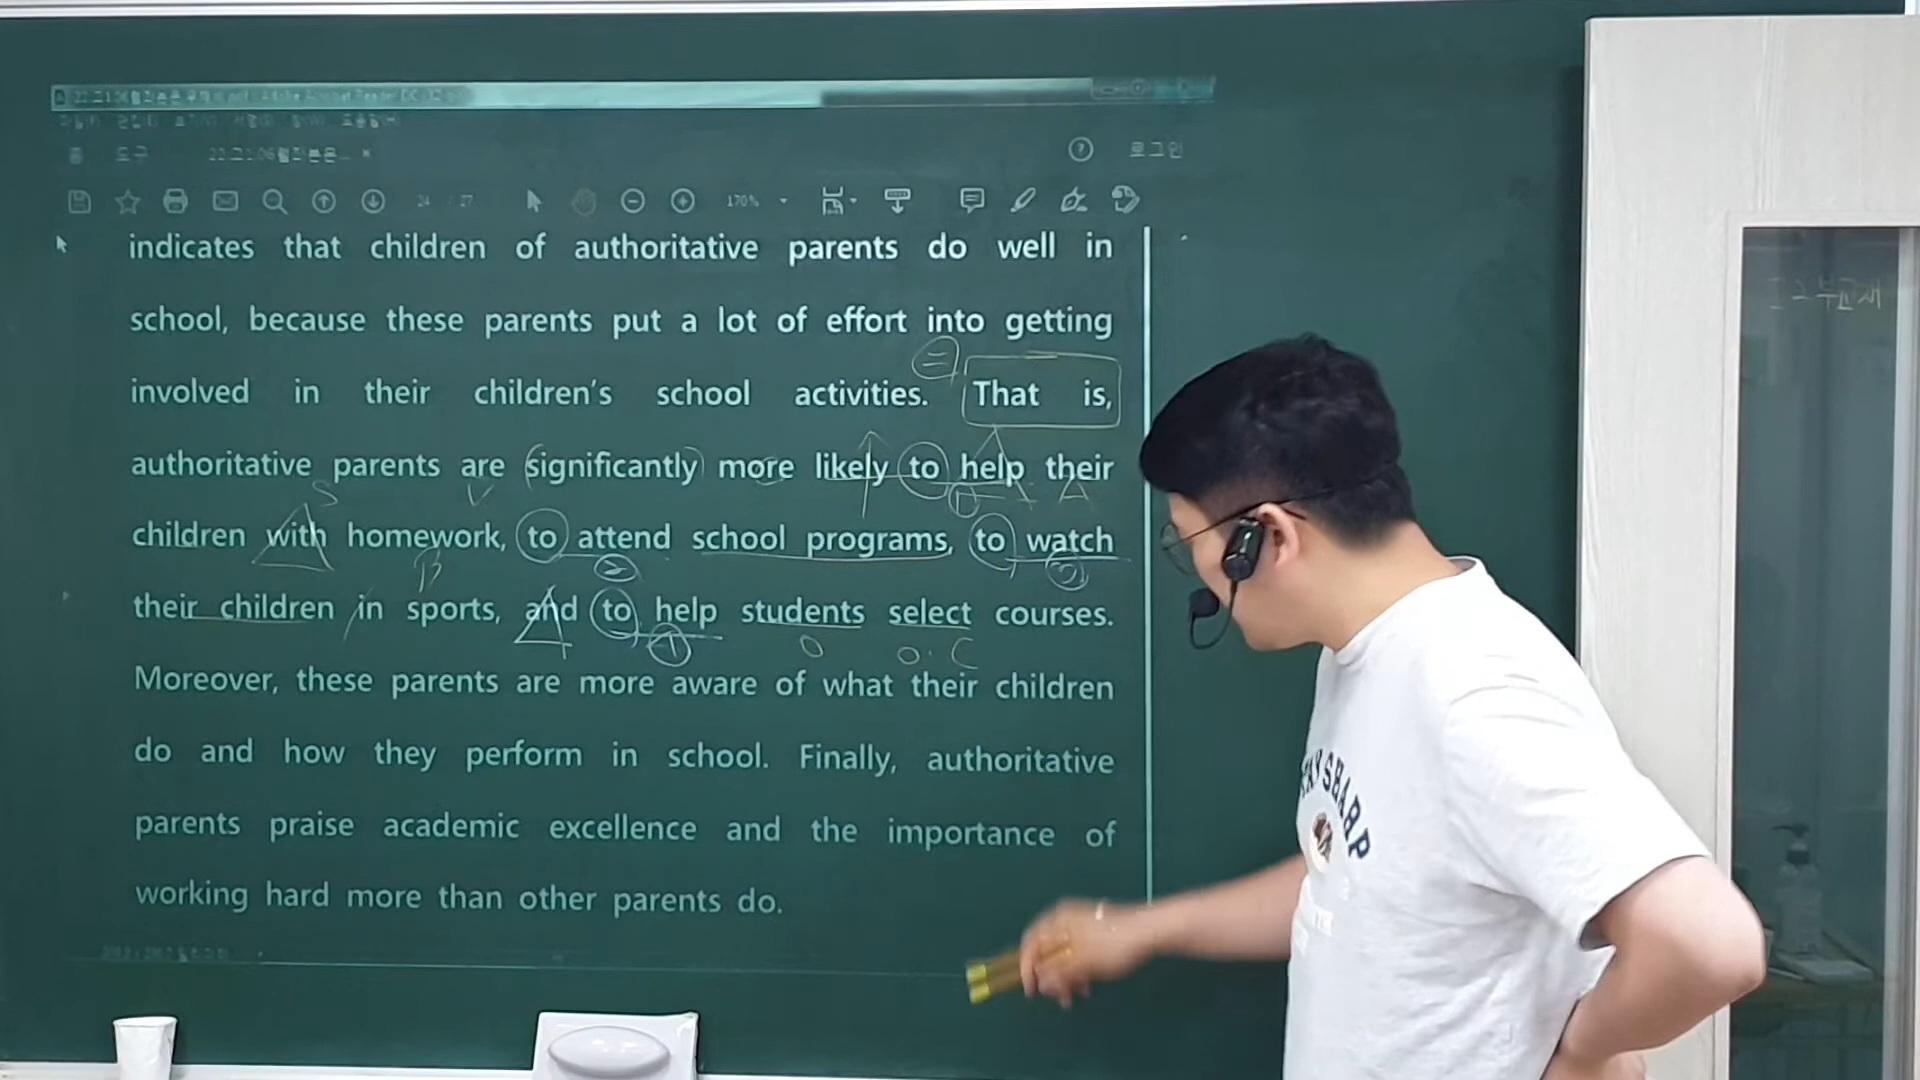 로그인
도구
24 / 27
170%
indicates that children of authoritative parents do well in
school, because these parents put a lot of effort into getting
involved in their children's school activities. That is,
authoritative parents are significantly more likely to help their
children with homework, to attend school programs, to watch
their children in sports, and to help students select courses.
Moreover, these parents are more aware of what their children
do and how they perform in school. Finally, authoritative
parents praise academic excellence and the importance of
working hard more than other parents do.